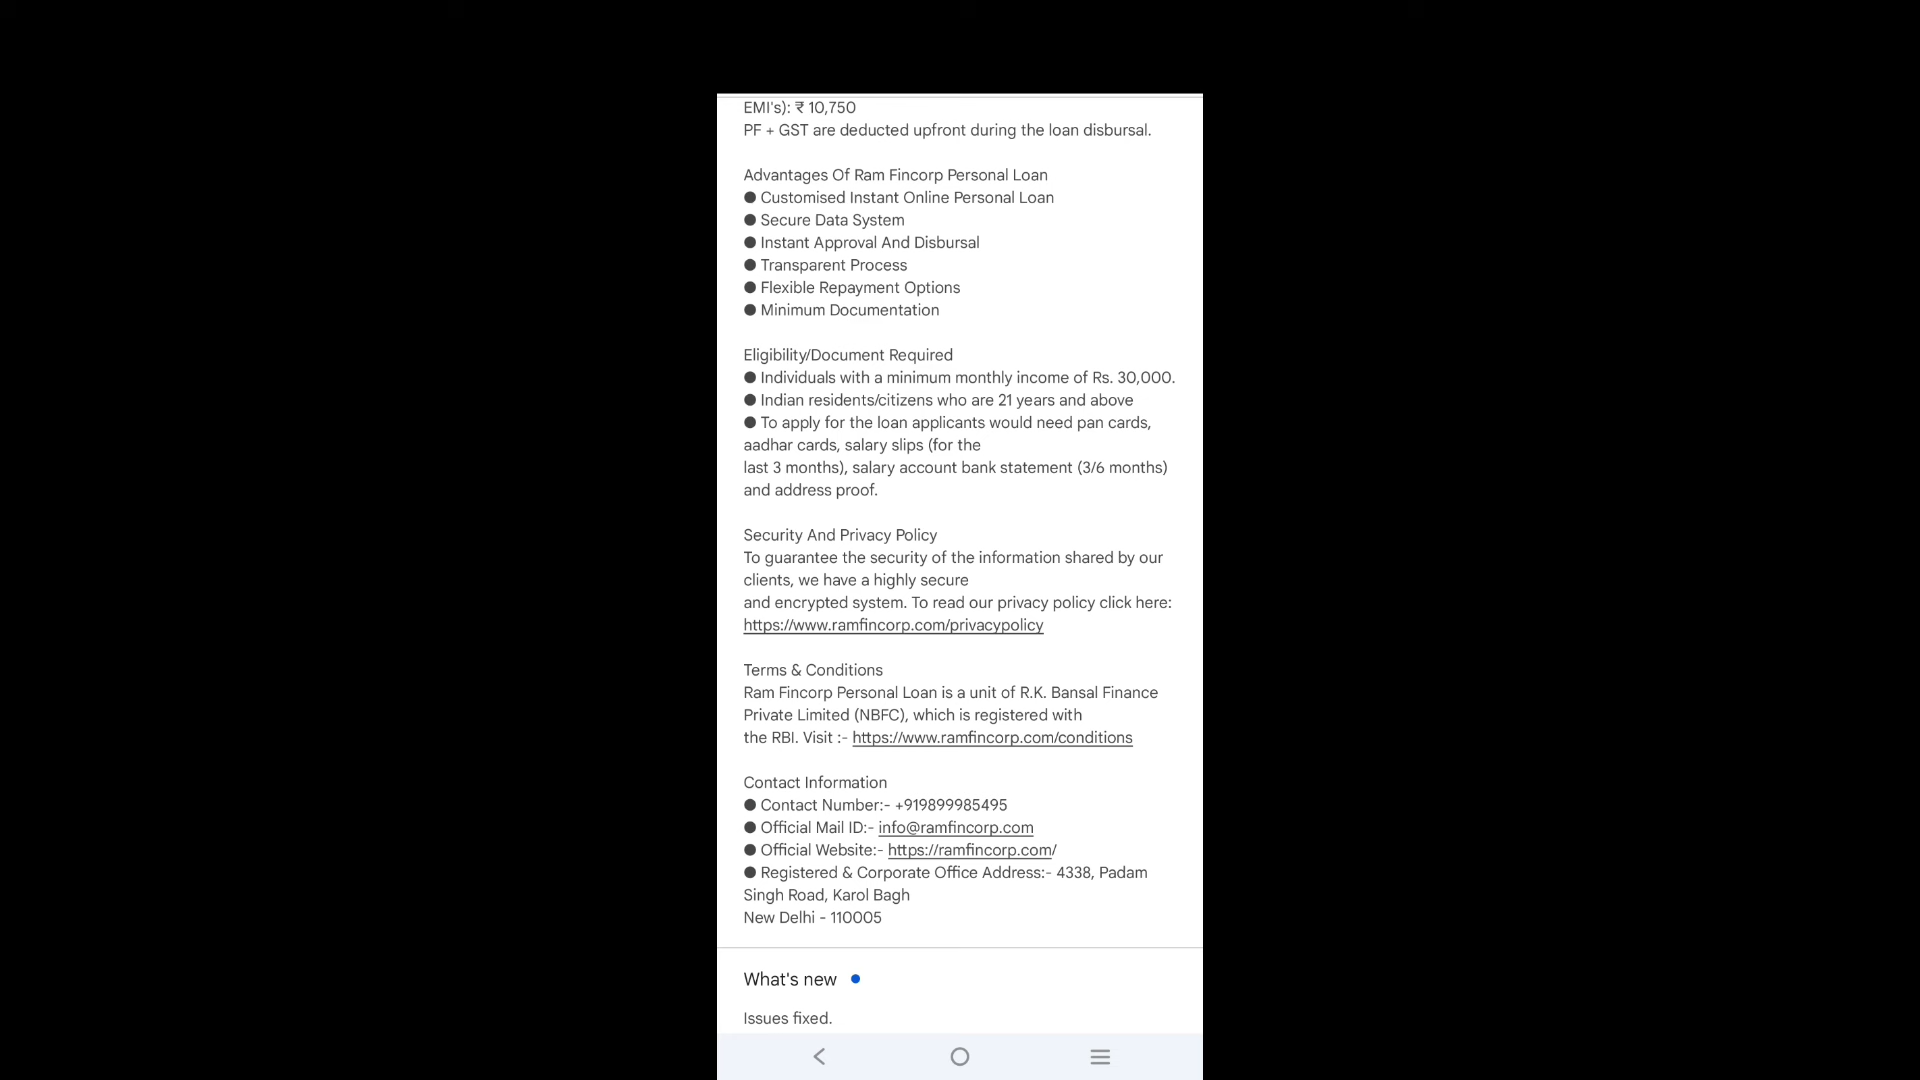 EMI's): ₹ 10,750
PF + GST are deducted upfront during the loan disbursal.
Advantages Of Ram Fincorp Personal Loan
● Customised Instant Online Personal Loan
● Secure Data System
● Instant Approval And Disbursal
● Transparent Process
● Flexible Repayment Options
● Minimum Documentation
Eligibility/Document Required
● Individuals with a minimum monthly income of Rs. 30,000.
● Indian residents/citizens who are 21 years and above
● To apply for the loan applicants would need pan cards,
aadhar cards, salary slips (for the
last 3 months), salary account bank statement (3/6 months)
and address proof.
Security And Privacy Policy
To guarantee the security of the information shared by our
clients, we have a highly secure
and encrypted system. To read our privacy policy click here:
https://www.ramfincorp.com/privacypolicy
Terms & Conditions
Ram Fincorp Personal Loan is a unit of R.K. Bansal Finance
Private Limited (NBFC), which is registered with
the RBI. Visit :- https://www.ramfincorp.com/conditions
Contact Information
● Contact Number:- +919899985495
● Official Mail ID:- info@ramfincorp.com
● Official Website:- https://ramfincorp.com/
● Registered & Corporate Office Address:- 4338, Padam
Singh Road, Karol Bagh
New Delhi - 110005
What's new
Issues fixed.